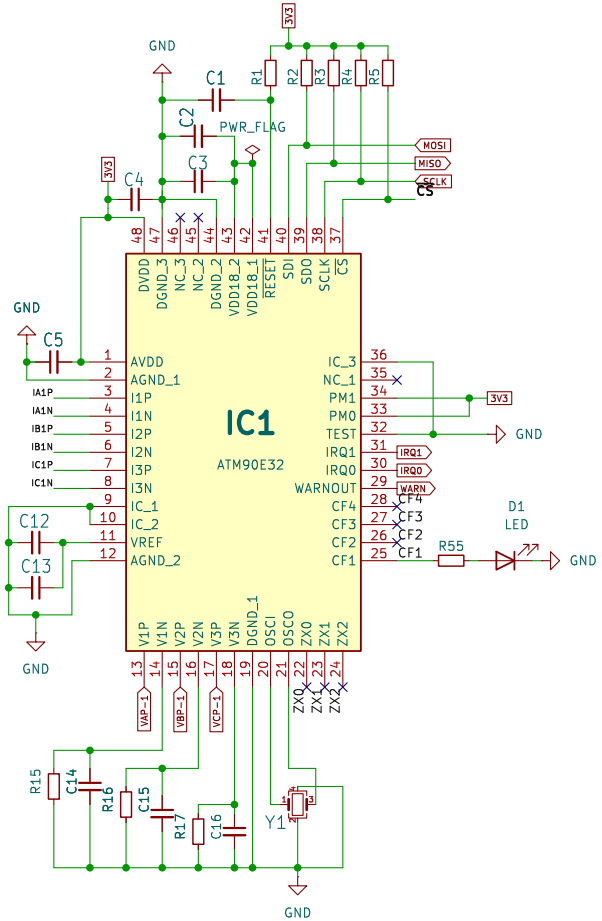 3V3
GND
R1
R2
R3
R4
R5
C1
C2
PWR_FLAG
C3
3V3
C4
MOSI
MISO
SCLK
CS
48
47
46
45
44
43
42
41
40
39
38
37
DVDD
DGND_3
NC_3
NC_2
DGND_2
VDD18_2
VDD18_1
RESET
SDI
SDO
SCLK
CS
GND
C5
1 AVDD
2 AGND_1
IA1P 3 I1P
IA1N 4 I1N
IB1P 5 I2P
IB1N 6 I2N
IC1P 7 I3P
IC1N 8 I3N
9 IC_1
10 IC_2
11 VREF
12 AGND_2
C12
C13
GND
IC1
ATM90E32
IC_3 36
NC_1 35
PM1 34
3V3
PM0 33
TEST 32
GND
IRQ1 31 IRQ1
IRQ0 30 IRQ0
WARNOUT 29 WARN
CF4 28 CF4
CF3 27 CF3
CF2 26 CF2
CF1 25 CF1
R55
D1
LED
GND
V1P
V1N
V2P
V2N
V3P
V3N
DGND_1
OSCI
OSCO
ZX0
ZX1
ZX2
13
14
15
16
17
18
19
20
21
22
23
24
VAP-1
VBP-1
VCP-1
ZX0
ZX1
ZX2
R15
C14
R16
C15
R17
C16
Y1
1
3
GND